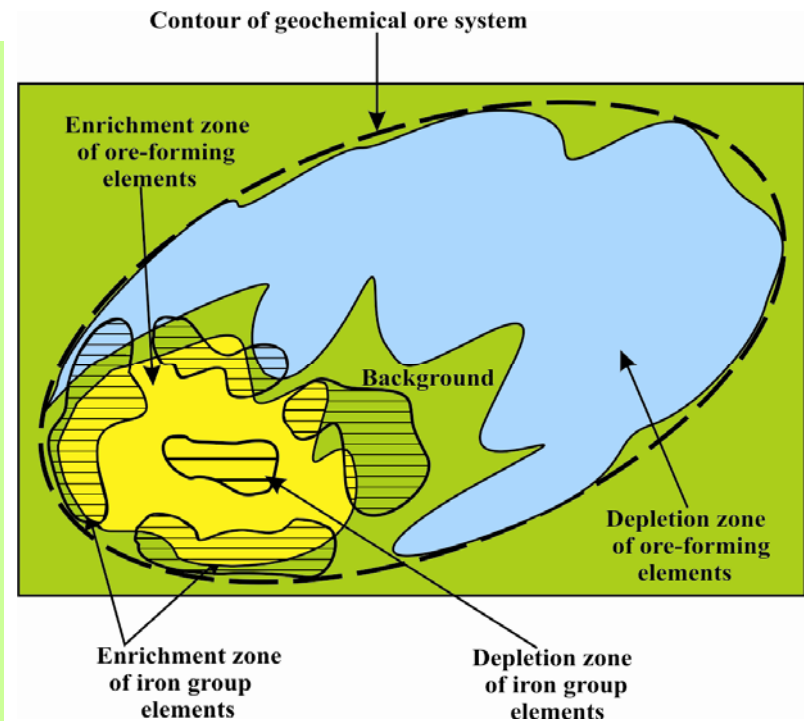 Contour of geochemical ore system
Enrichment zone
of ore-forming
elements
Background
Depletion zone
of ore-forming
elements
Enrichment zone
of iron group
elements
Depletion zone
of iron group
elements